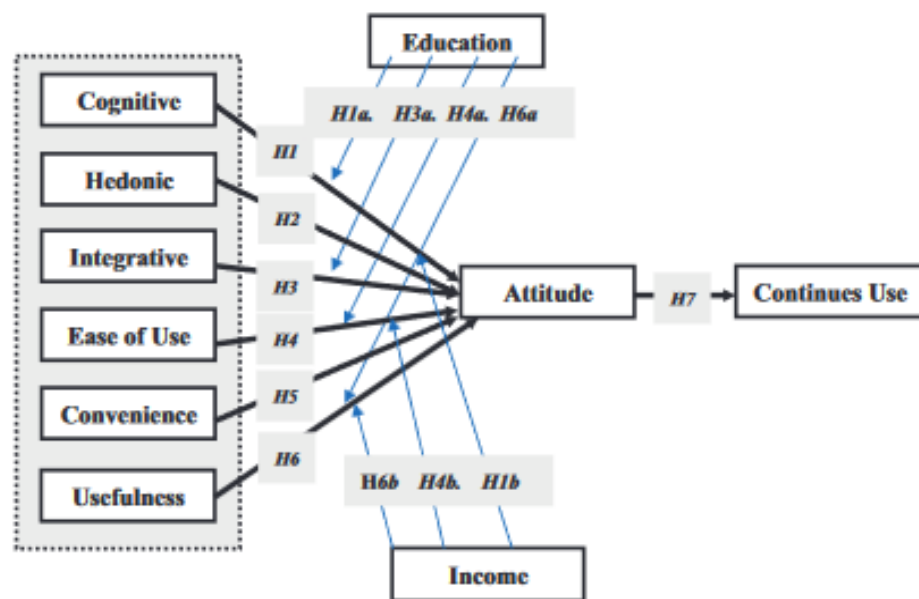 Education
Cognitive
H1a. H3a. H4a. H6a
H1
Hedonic
H2
Integrative
H3
Attitude
H7
Continues Use
Ease of Use
H4
Convenience
H5
H6
Usefulness
H6b H4b. H1b
Income